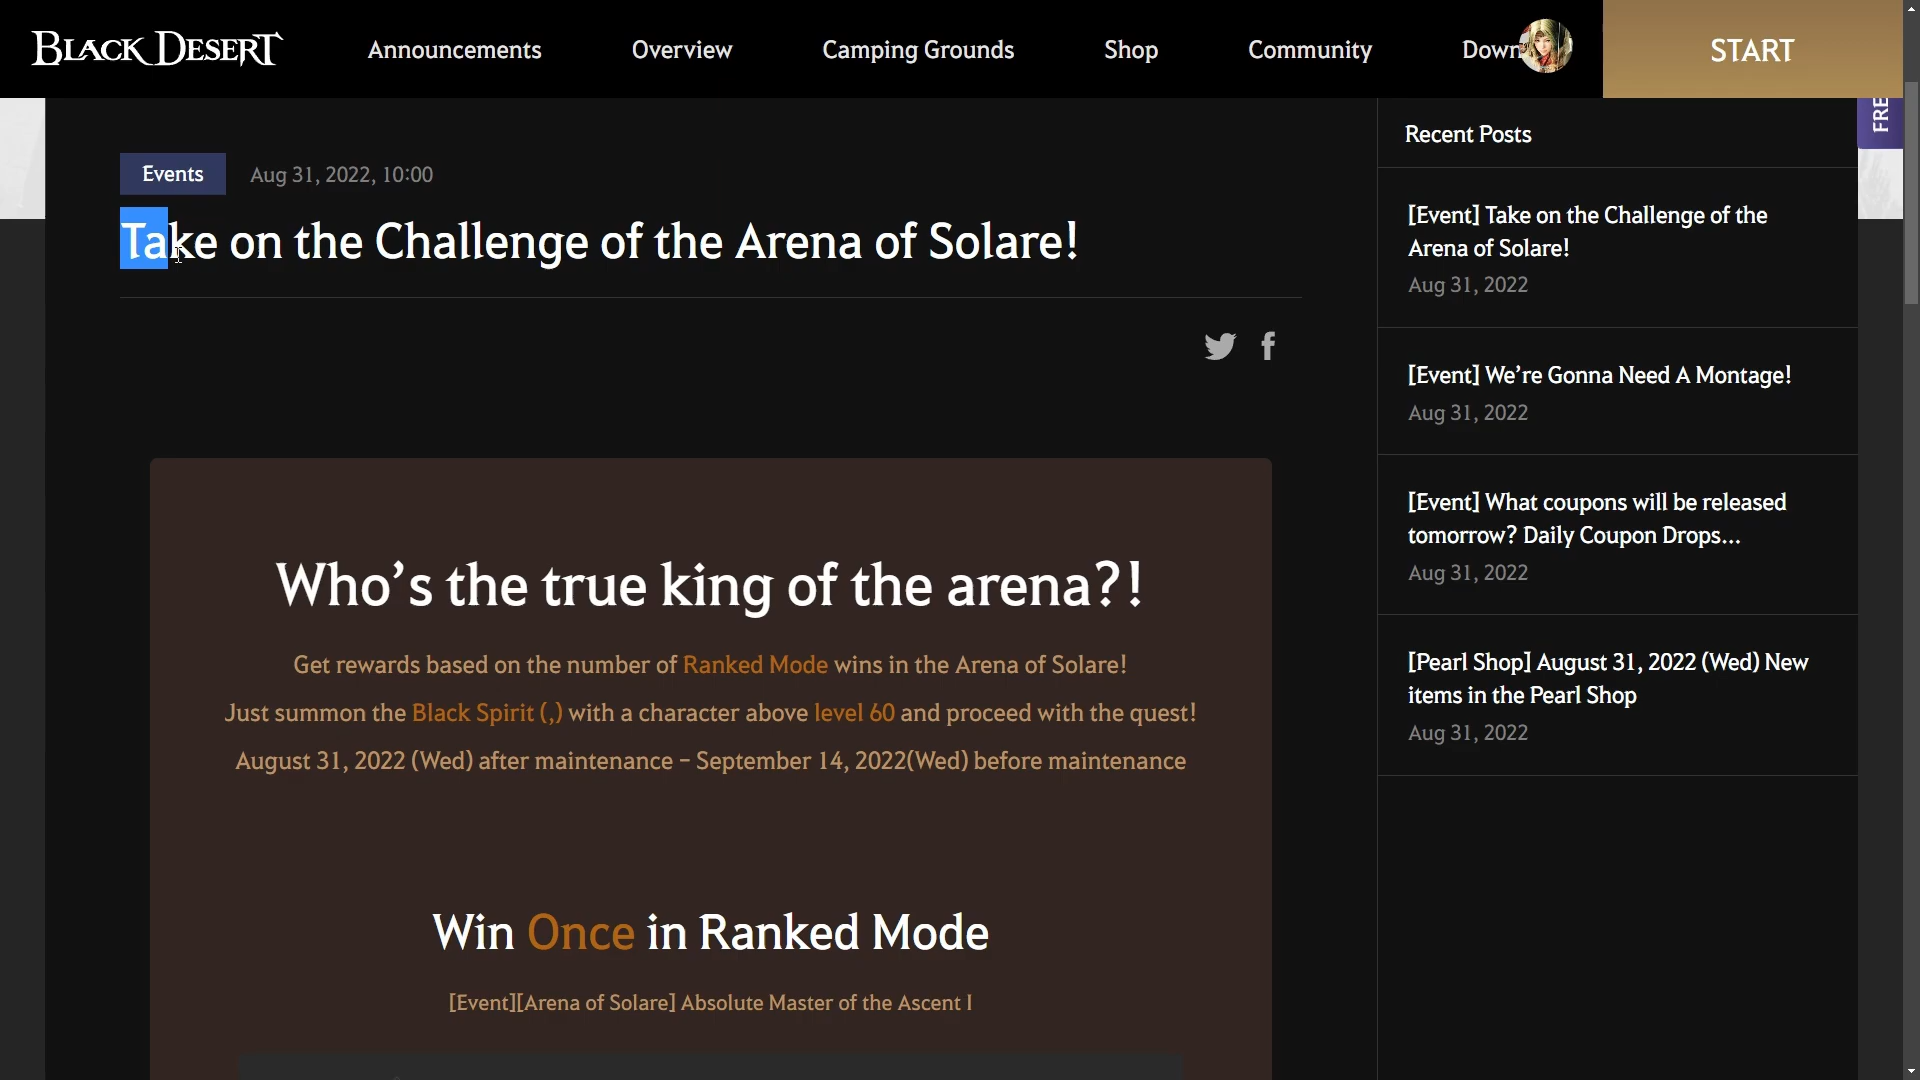 BLACK DESERT
Announcements
Overview
Camping Grounds
Shop
Community
Down
START
FRE
Events
Aug 31, 2022, 10:00
Take on the Challenge of the Arena of Solare!
Who’s the true king of the arena?!
Get rewards based on the number of Ranked Mode wins in the Arena of Solare!
Just summon the Black Spirit (,) with a character above level 60 and proceed with the quest!
August 31, 2022 (Wed) after maintenance – September 14, 2022(Wed) before maintenance
Win Once in Ranked Mode
[Event][Arena of Solare] Absolute Master of the Ascent I
Recent Posts
[Event] Take on the Challenge of the
Arena of Solare!
Aug 31, 2022
[Event] We’re Gonna Need A Montage!
Aug 31, 2022
[Event] What coupons will be released
tomorrow? Daily Coupon Drops...
Aug 31, 2022
[Pearl Shop] August 31, 2022 (Wed) New
items in the Pearl Shop
Aug 31, 2022